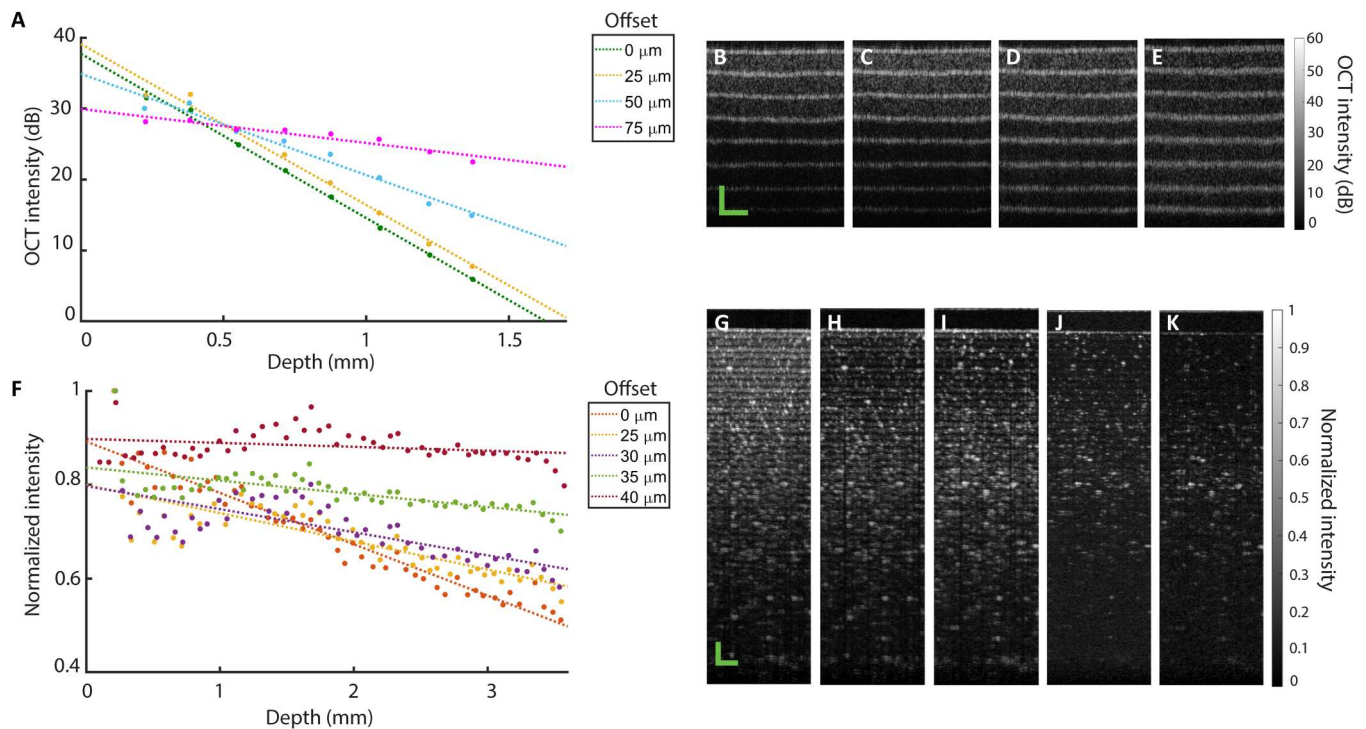 A
OCT intensity (dB)
40
30
20
10
0
0
0.5
1
1.5
Depth (mm)
Offset
0 μm
25 μm
50 μm
75 μm
B
C
D
E
60
50
40
30
20
10
0
OCT intensity (dB)
F
Normalized intensity
1
0.8
0.6
0.4
0
1
2
3
Depth (mm)
Offset
0 μm
25 μm
30 μm
35 μm
40 μm
G
H
I
J
K
1
0.9
0.8
0.7
0.6
0.5
0.4
0.3
0.2
0.1
0
Normalized intensity